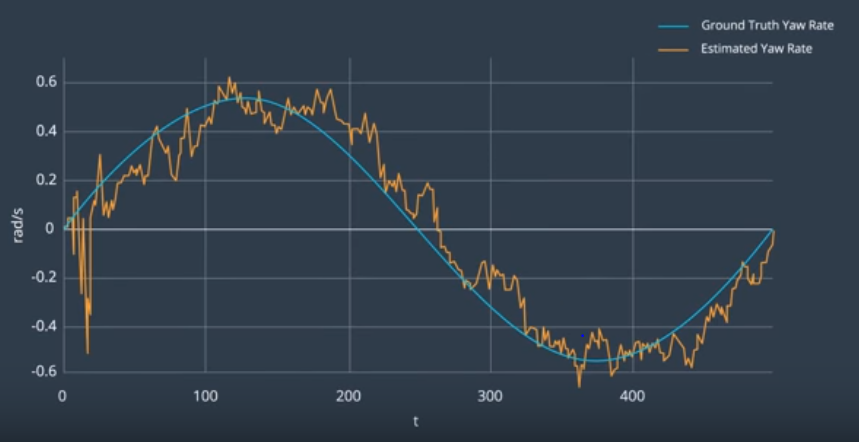 Ground Truth Yaw Rate
Estimated Yaw Rate
0.6
0.4
0.2
0
-0.2
-0.4
-0.6
rad/s
0 100 200 300 400
t